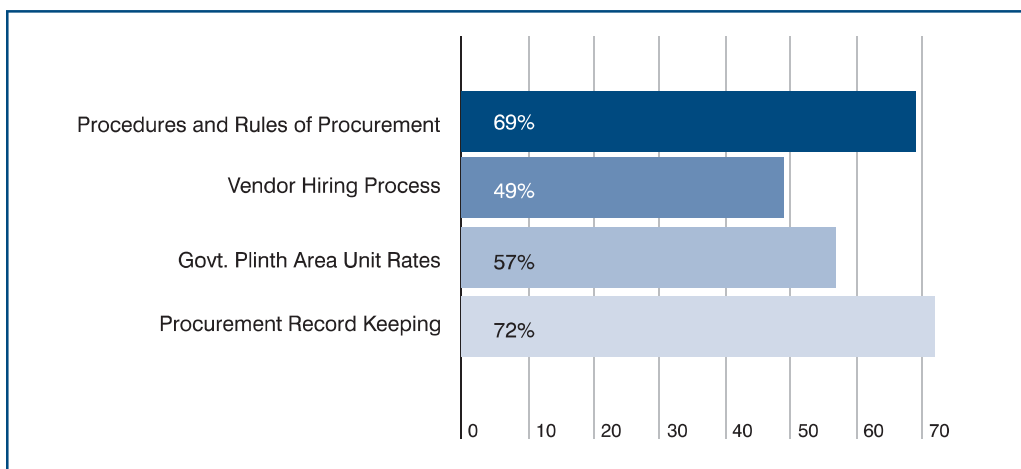 Procedures and Rules of Procurement 69%
Vendor Hiring Process 49%
Govt. Plinth Area Unit Rates 57%
Procurement Record Keeping 72%
0 10 20 30 40 50 60 70